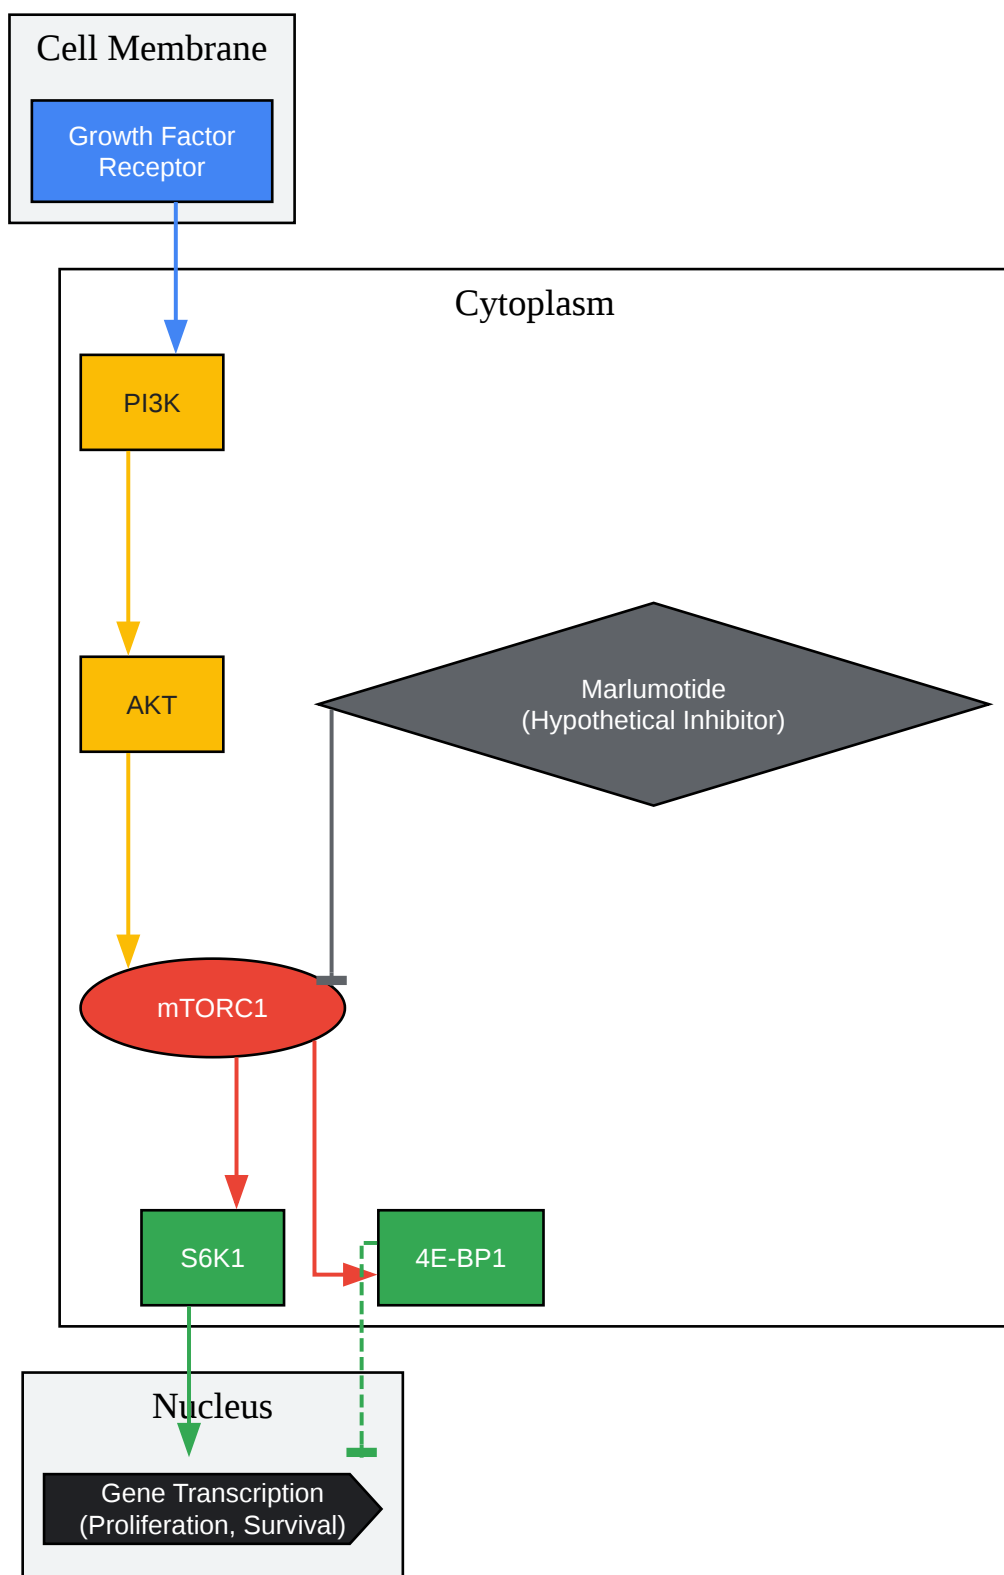 Cell Membrane
Growth Factor
Receptor
Cytoplasm
PI3K
AKT
Marlumotide
(Hypothetical Inhibitor)
mTORC1
S6K1
4E-BP1
Nucleus
Gene Transcription
(Proliferation, Survival)